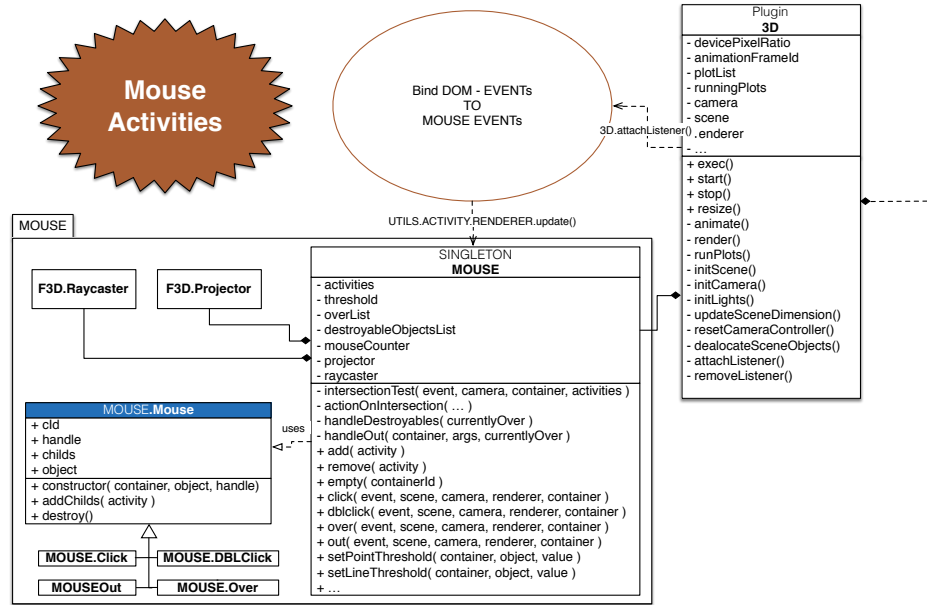 Mouse
Activities
Bind DOM - EVENTs
TO
MOUSE EVENTs
3D.attachListener()
UTILS.ACTIVITY.RENDERER.update()
Plugin
3D
- devicePixelRatio
- animationFrameId
- plotList
- runningPlots
- camera
- scene
.enderer
- ...
+ exec()
+ start()
+ stop()
+ resize()
- animate()
- render()
- runPlots()
- initScene()
- initCamera()
- initLights()
- updateSceneDimension()
- resetCameraController()
- dealocateSceneObjects()
- attachListener()
- removeListener()
MOUSE
F3D.Raycaster
F3D.Projector
SINGLETON
MOUSE
- activities
- threshold
- overList
- destroyableObjectsList
- mouseCounter
- projector
- raycaster
- intersectionTest( event, camera, container, activities )
- actionOnIntersection( ... )
- handleDestroyables( currentlyOver )
- handleOut( container, args, currentlyOver )
+ add( activity )
+ remove( activity )
+ empty( containerId )
+ click( event, scene, camera, renderer, container )
+ dblclick( event, scene, camera, renderer, container )
+ over( event, scene, camera, renderer, container )
+ out( event, scene, camera, renderer, container )
+ setPointThreshold( container, object, value )
+ setLineThreshold( container, object, value )
+ ...
uses
MOUSE.Mouse
+ cId
+ handle
+ childs
+ object
+ constructor( container, object, handle)
+ addChilds( activity )
+ destroy()
MOUSE.Click
MOUSE.DBLClick
MOUSEOut
MOUSE.Over